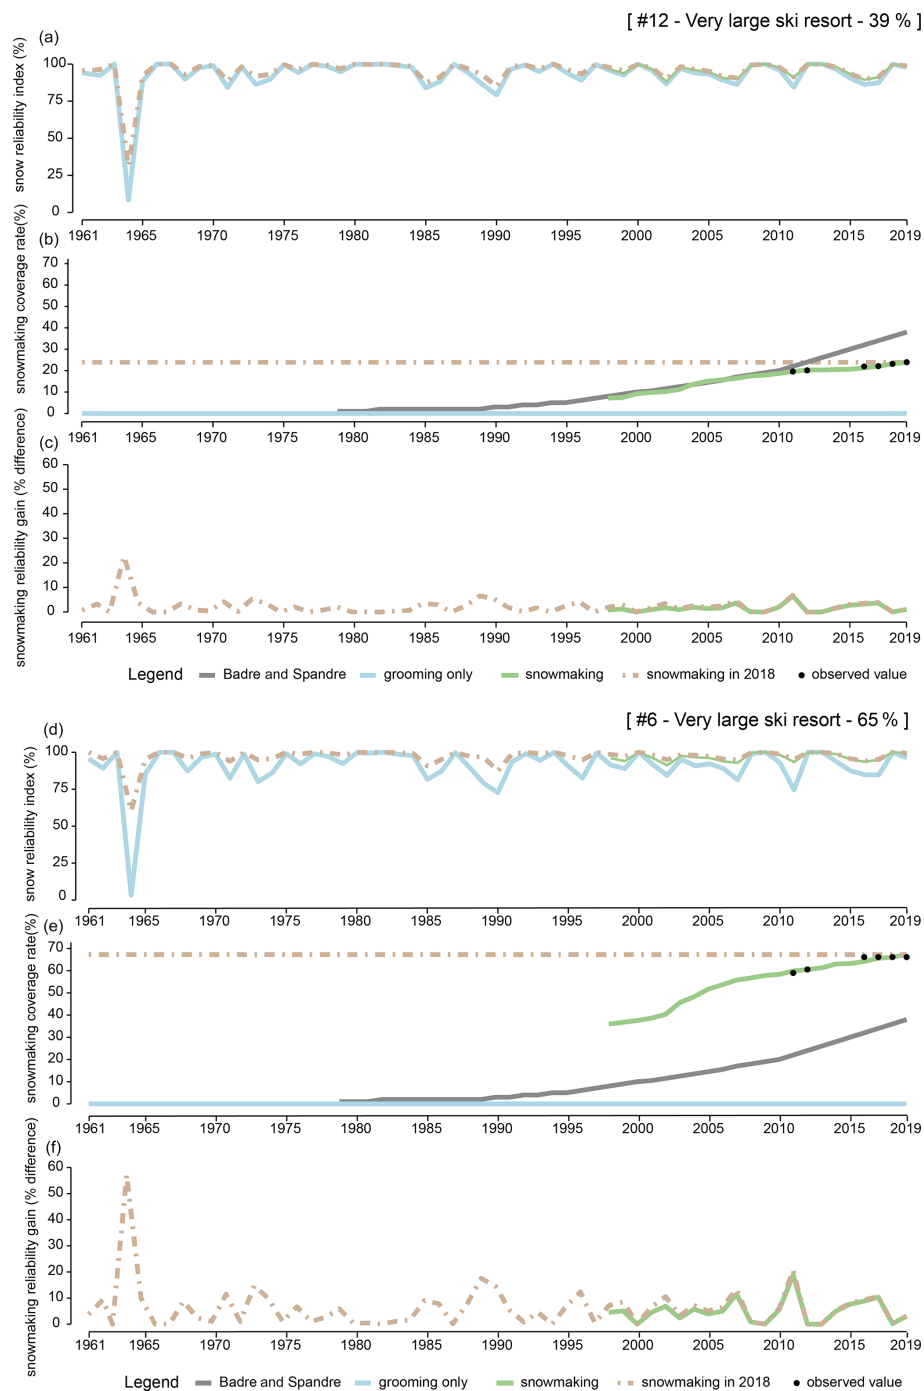 [ #12 - Very large ski resort - 39 % ]
(a)
snow reliability index (%)
100
75
50
25
0
1961 1965 1970 1975 1980 1985 1990 1995 2000 2005 2010 2015 2019
(b)
snowmaking coverage rate(%)
70
60
50
40
30
20
10
0
1961 1965 1970 1975 1980 1985 1990 1995 2000 2005 2010 2015 2019
(c)
snowmaking reliability gain (% difference)
60
50
40
30
20
10
0
1961 1965 1970 1975 1980 1985 1990 1995 2000 2005 2010 2015 2019
Legend Badre and Spandre grooming only snowmaking snowmaking in 2018 observed value
[ #6 - Very large ski resort - 65 % ]
(d)
snow reliability index (%)
100
75
50
25
0
1961 1965 1970 1975 1980 1985 1990 1995 2000 2005 2010 2015 2019
(e)
snowmaking coverage rate(%)
70
60
50
40
30
20
10
0
1961 1965 1970 1975 1980 1985 1990 1995 2000 2005 2010 2015 2019
(f)
snowmaking reliability gain (% difference)
60
50
40
30
20
10
0
1961 1965 1970 1975 1980 1985 1990 1995 2000 2005 2010 2015 2019
Legend Badre and Spandre grooming only snowmaking snowmaking in 2018 observed value